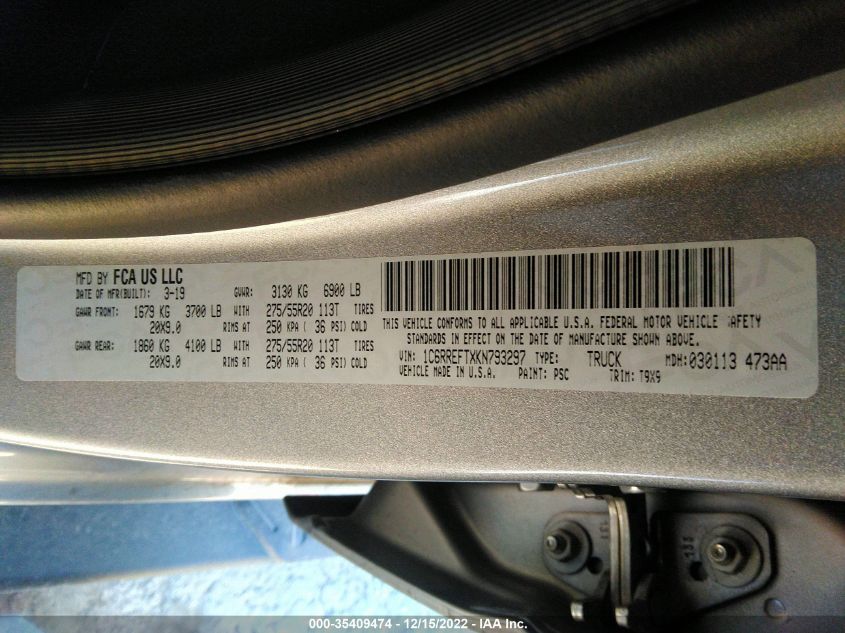 MFD BY FCA US LLC
DATE OF MFR(BUILT): 3-19 GVWR: 3130 KG 6900 LB
GAWR FRONT: 1679 KG 3700 LB WITH 275/55R20 113T TIRES
20X9.0 RIMS AT 250 KPA ( 36 PSI) COLD
GAWR REAR: 1860 KG 4100 LB WITH 275/55R20 113T TIRES
20X9.0 RIMS AT 250 KPA ( 36 PSI) COLD
THIS VEHICLE CONFORMS TO ALL APPLICABLE U.S.A. FEDERAL MOTOR VEHICLE SAFETY
STANDARDS IN EFFECT ON THE DATE OF MANUFACTURE SHOWN ABOVE.
VIN: 1C6RREFTXKN793297 TYPE: TRUCK MDH:030113 473AA
VEHICLE MADE IN U.S.A. PAINT: PSC TRIM: T9X9
133
133
000-35409474 – 12/15/2022 – IAA Inc.